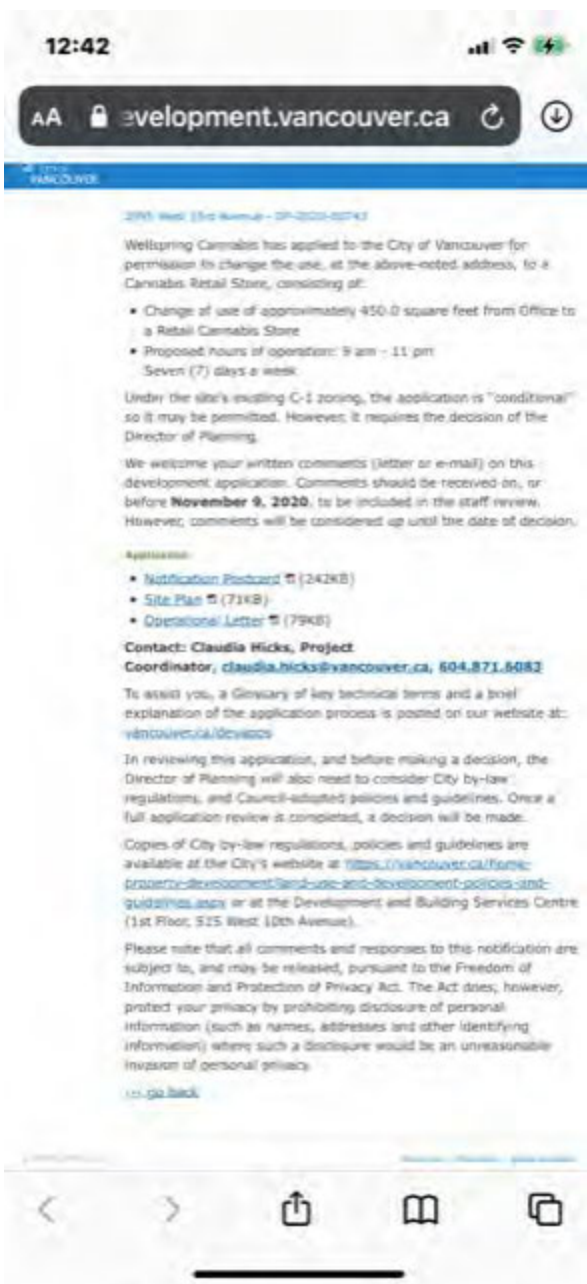 12:42
AA evelopment.vancouver.ca
CITY OF
VANCOUVER
West 23rd Avenue - DP-2020-00743
Wellspring Cannabis has applied to the City of Vancouver for
permission to change the use, at the above-noted address, to a
Cannabis Retail Store, consisting of:
• Change of use of approximately 450.0 square feet from Office to
a Retail Cannabis Store
• Proposed hours of operation: 9 am - 11 pm
Seven (7) days a week
Under the site's existing C-1 zoning, the application is "conditional"
so it may be permitted. However, it requires the decision of the
Director of Planning.
We welcome your written comments (letter or e-mail) on this
development application. Comments should be received on, or
before November 9, 2020, to be included in the staff review.
However, comments will be considered up until the date of decision.
Application
• Notification Postcard (242KB)
• Site Plan (71KB)
• Operational Letter (79KB)
Contact: Claudia Hicks, Project
Coordinator, claudia.hicks@vancouver.ca, 604.871.6083
To assist you, a Glossary of key technical terms and a brief
explanation of the application process is posted on our website at:
vancouver.ca/devapps
In reviewing this application, and before making a decision, the
Director of Planning will also need to consider City by-law
regulations, and Council-adopted policies and guidelines. Once a
full application review is completed, a decision will be made.
Copies of City by-law regulations, policies and guidelines are
available at the City's website at https://vancouver.ca/home-
property-development/land-use-and-development-policies-and-
guidelines.aspx or at the Development and Building Services Centre
(1st Floor, 515 West 10th Avenue).
Please note that all comments and responses to this notification are
subject to, and may be released, pursuant to the Freedom of
Information and Protection of Privacy Act. The Act does, however,
protect your privacy by prohibiting disclosure of personal
information (such as names, addresses and other identifying
information) where such a disclosure would be an unreasonable
invasion of personal privacy.
go back